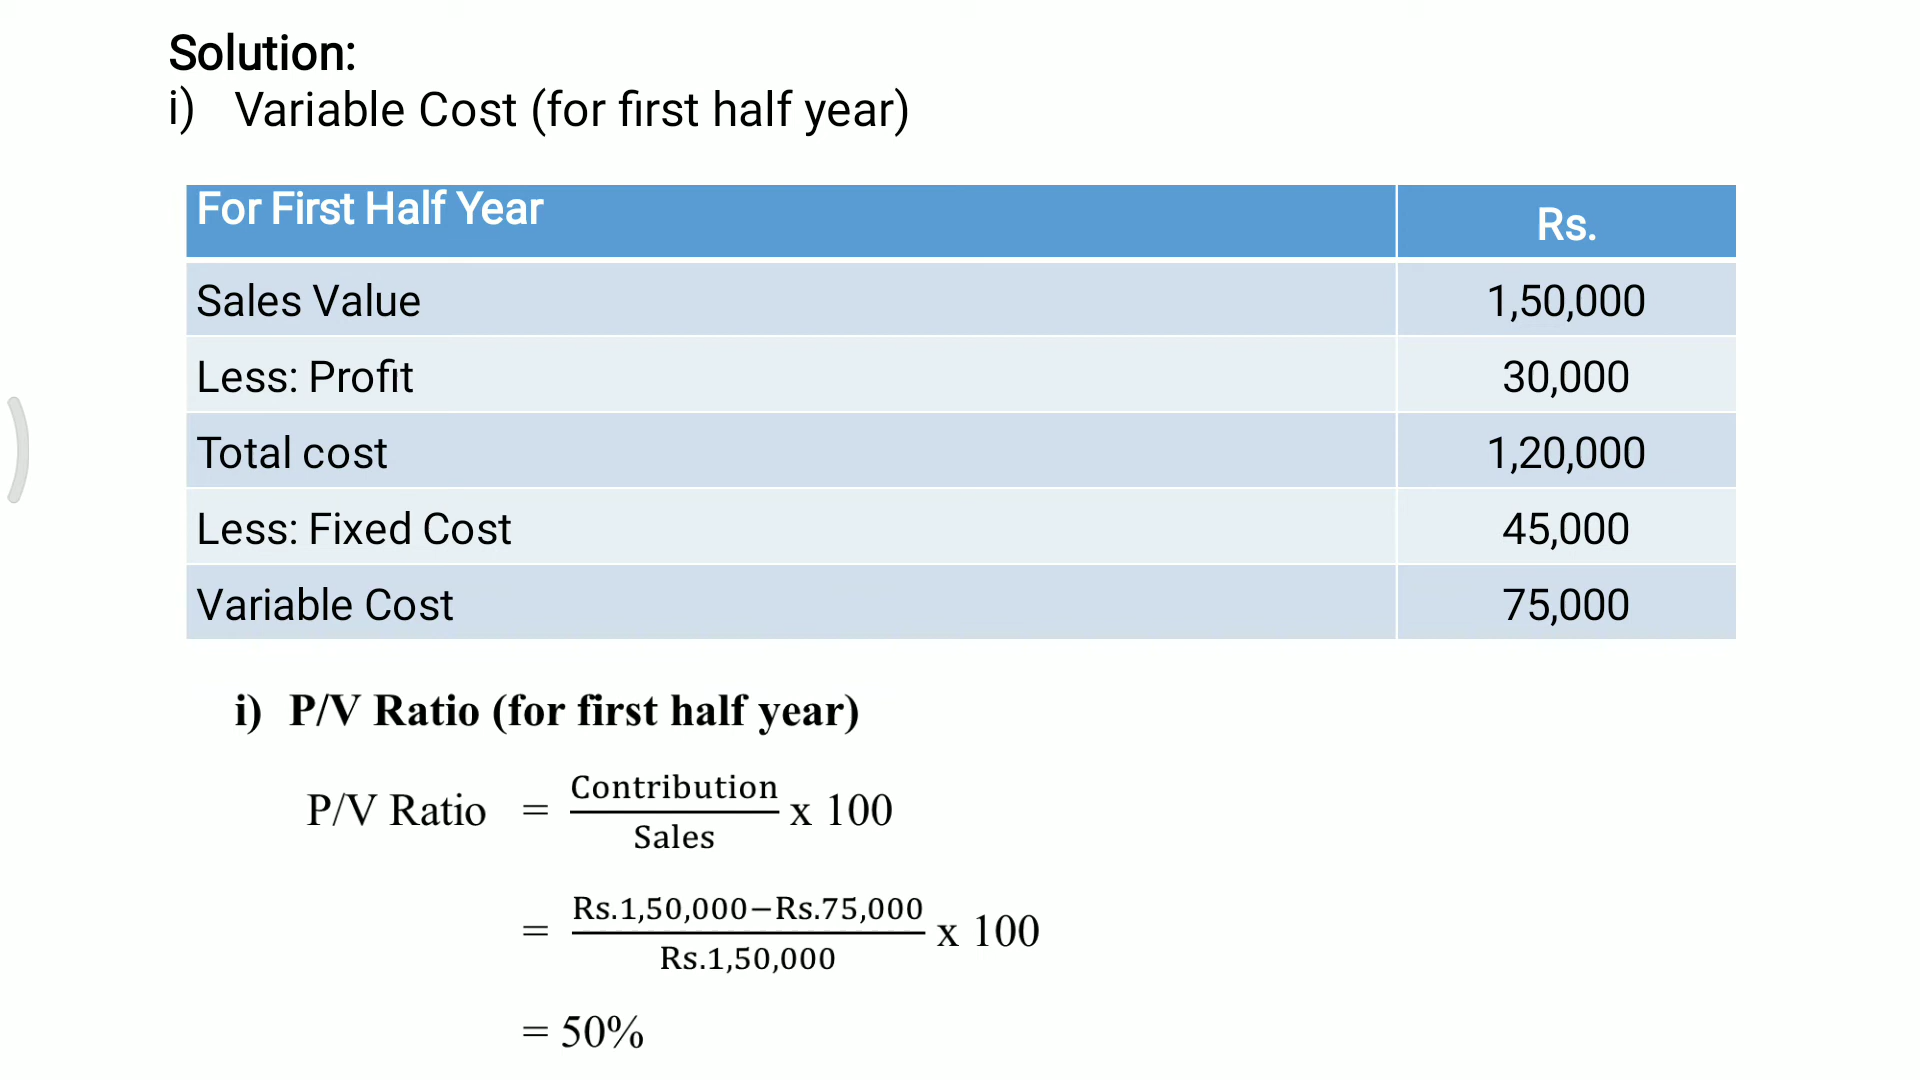 Solution:
i) Variable Cost (for first half year)
For First Half Year Rs.
Sales Value 1,50,000
Less: Profit 30,000
Total cost 1,20,000
Less: Fixed Cost 45,000
Variable Cost 75,000
i) P/V Ratio (for first half year)
P/V Ratio = Contribution/Sales x 100
= Rs.1,50,000−Rs.75,000/Rs.1,50,000 x 100
= 50%